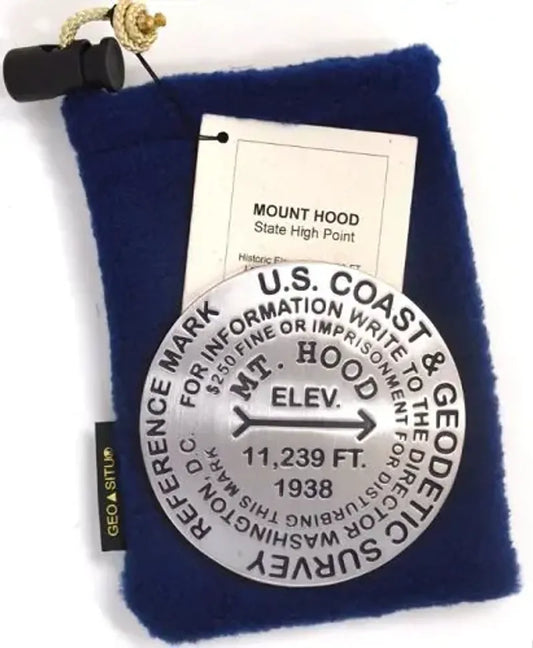 MOUNT HOOD
State High Point
Historic
U.S. COAST & GEODETIC SURVEY
REFERENCE MARK
FOR INFORMATION WRITE TO THE DIRECTOR WASHINGTON, D.C.
$250 FINE OR IMPRISONMENT FOR DISTURBING THIS MARK
MT. HOOD
ELEV.
11,239 FT.
1938
GEO▲SITU